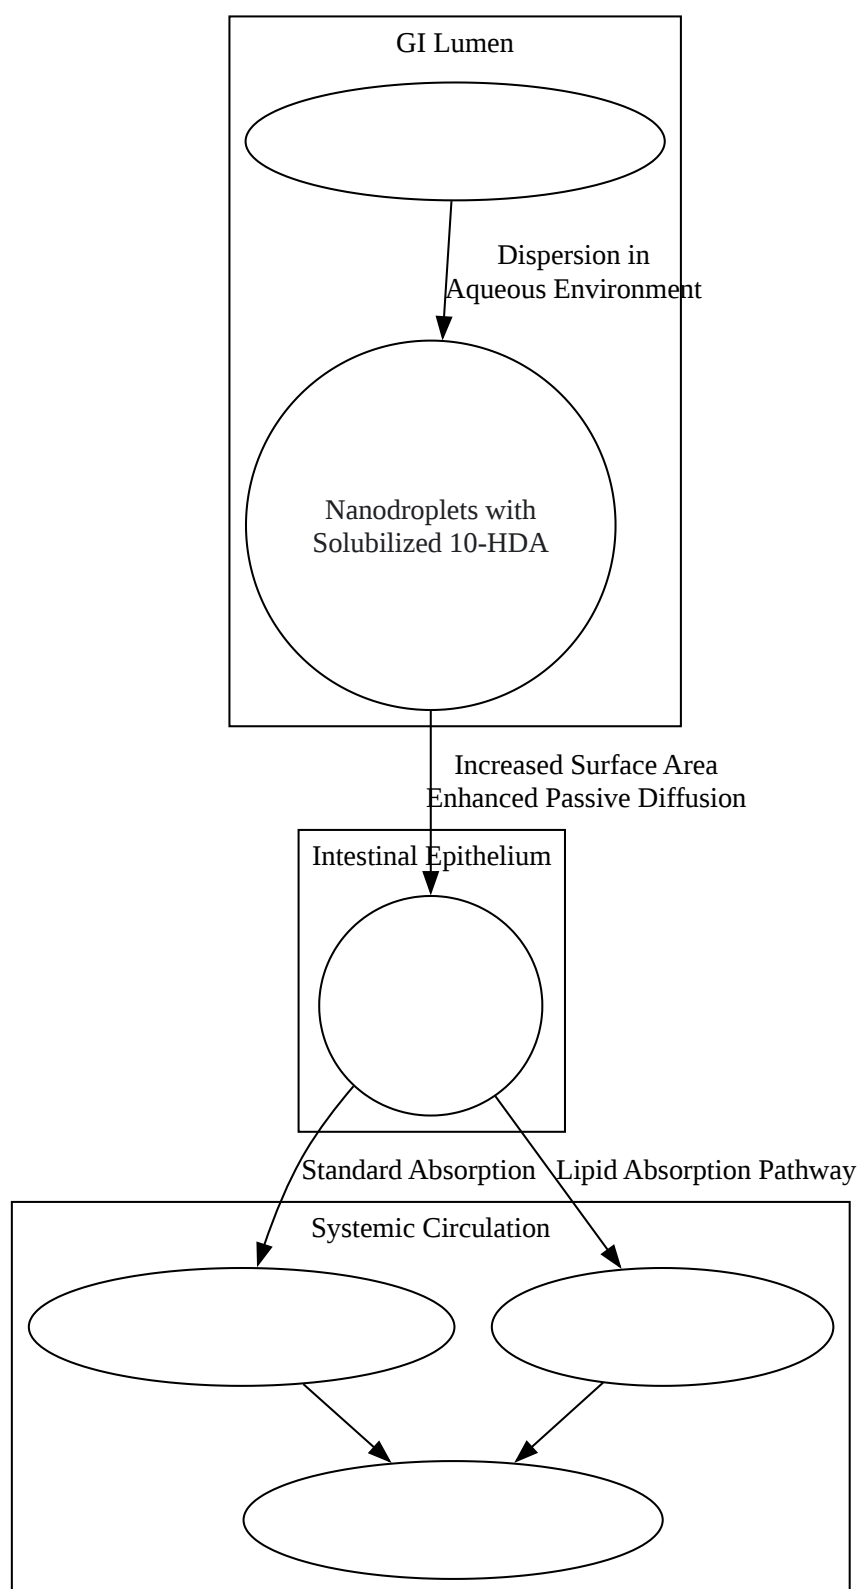 GI Lumen
Dispersion in
Aqueous Environment
Nanodroplets with
Solubilized 10-HDA
Increased Surface Area
Enhanced Passive Diffusion
Intestinal Epithelium
Standard Absorption
Lipid Absorption Pathway
Systemic Circulation